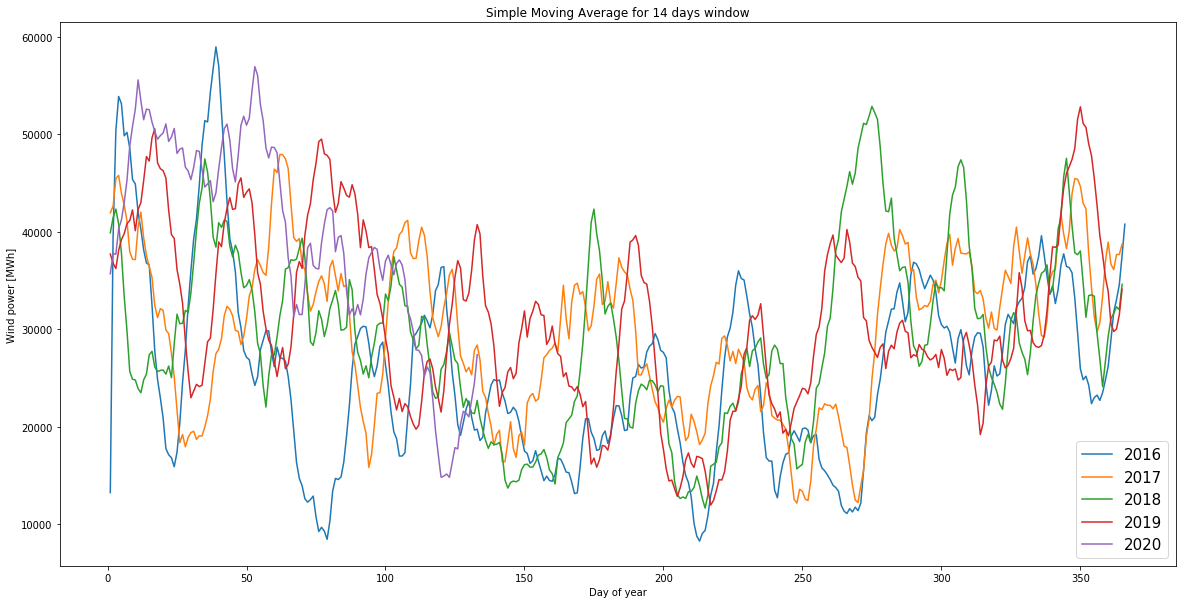 Simple Moving Average for 14 days window
Wind power [MWh]
60000
50000
40000
30000
20000
10000
0 50 100 150 200 250 300 350
Day of year
2016
2017
2018
2019
2020